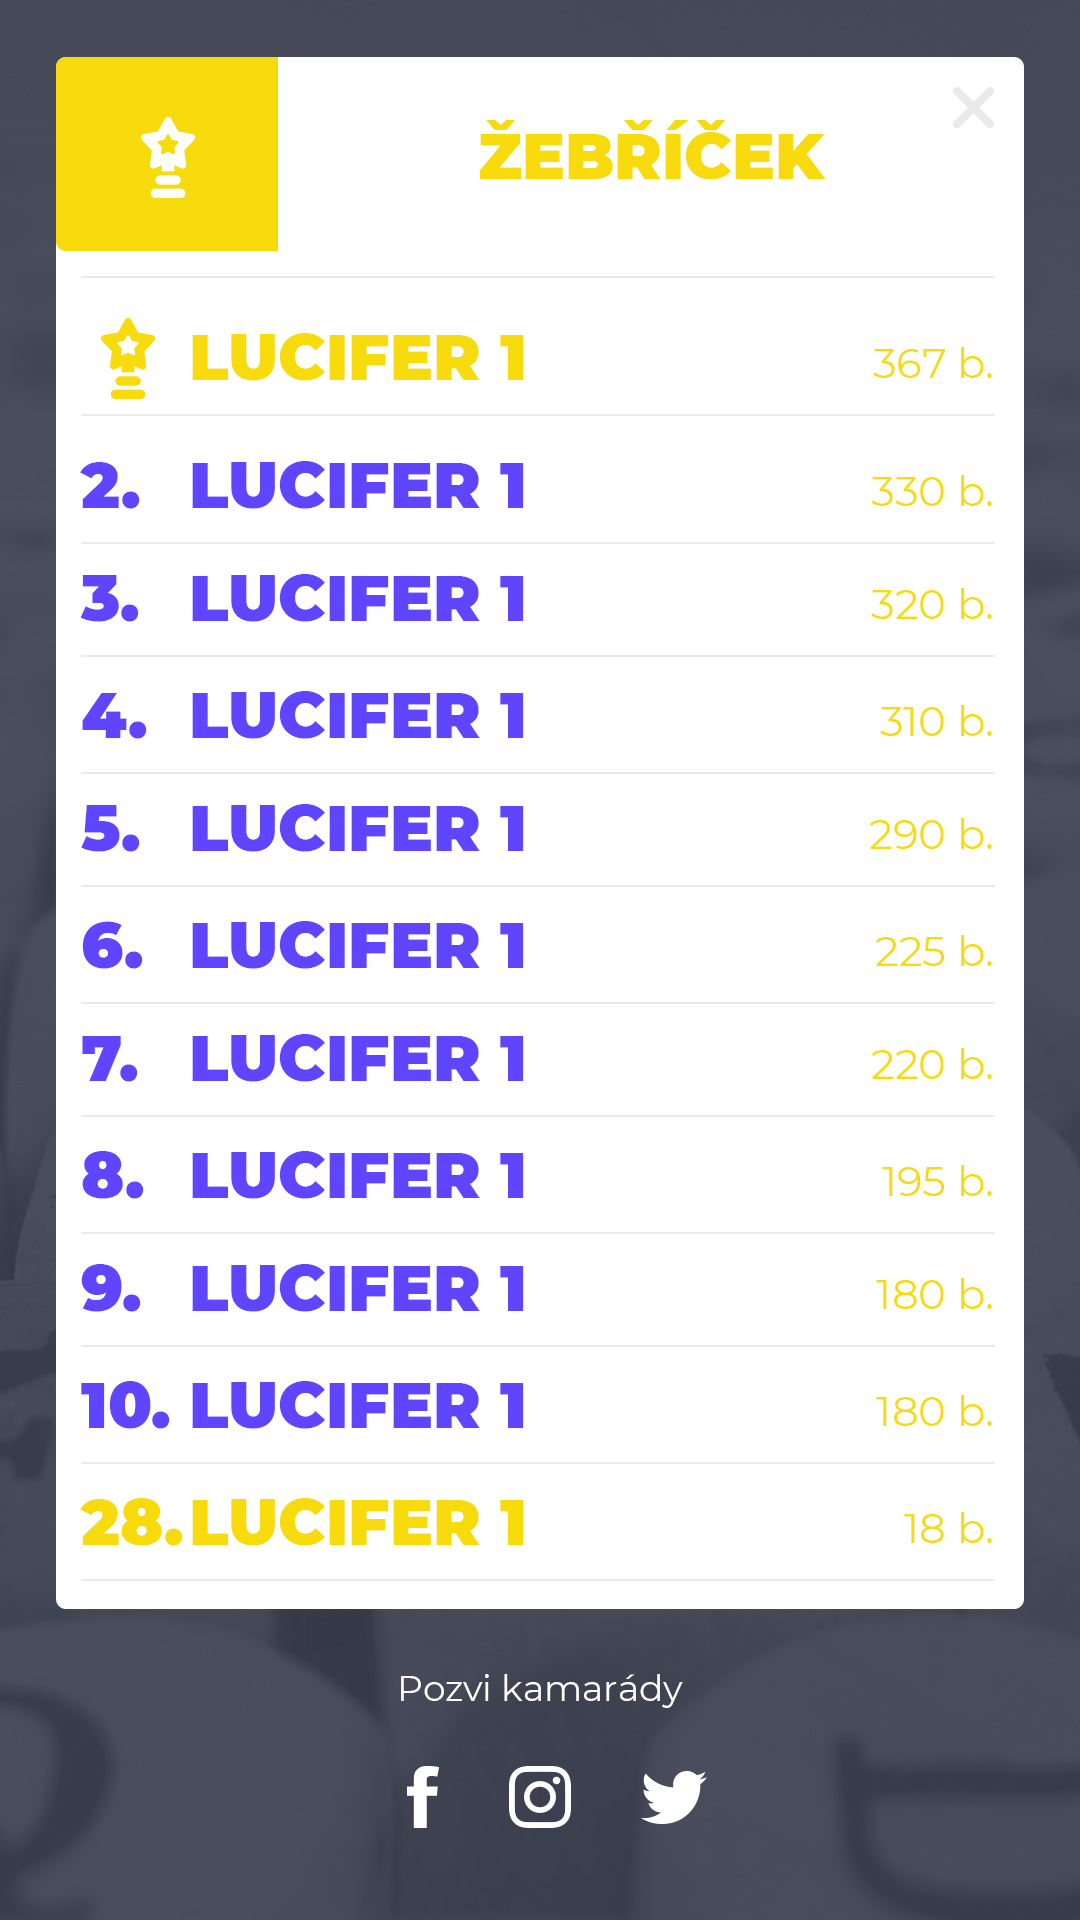 ŽEBŘÍČEK
LUCIFER 1 367 b.
2. LUCIFER 1 330 b.
3. LUCIFER 1 320 b.
4. LUCIFER 1 310 b.
5. LUCIFER 1 290 b.
6. LUCIFER 1 225 b.
7. LUCIFER 1 220 b.
8. LUCIFER 1 195 b.
9. LUCIFER 1 180 b.
10. LUCIFER 1 180 b.
28. LUCIFER 1 18 b.
Pozvi kamarády